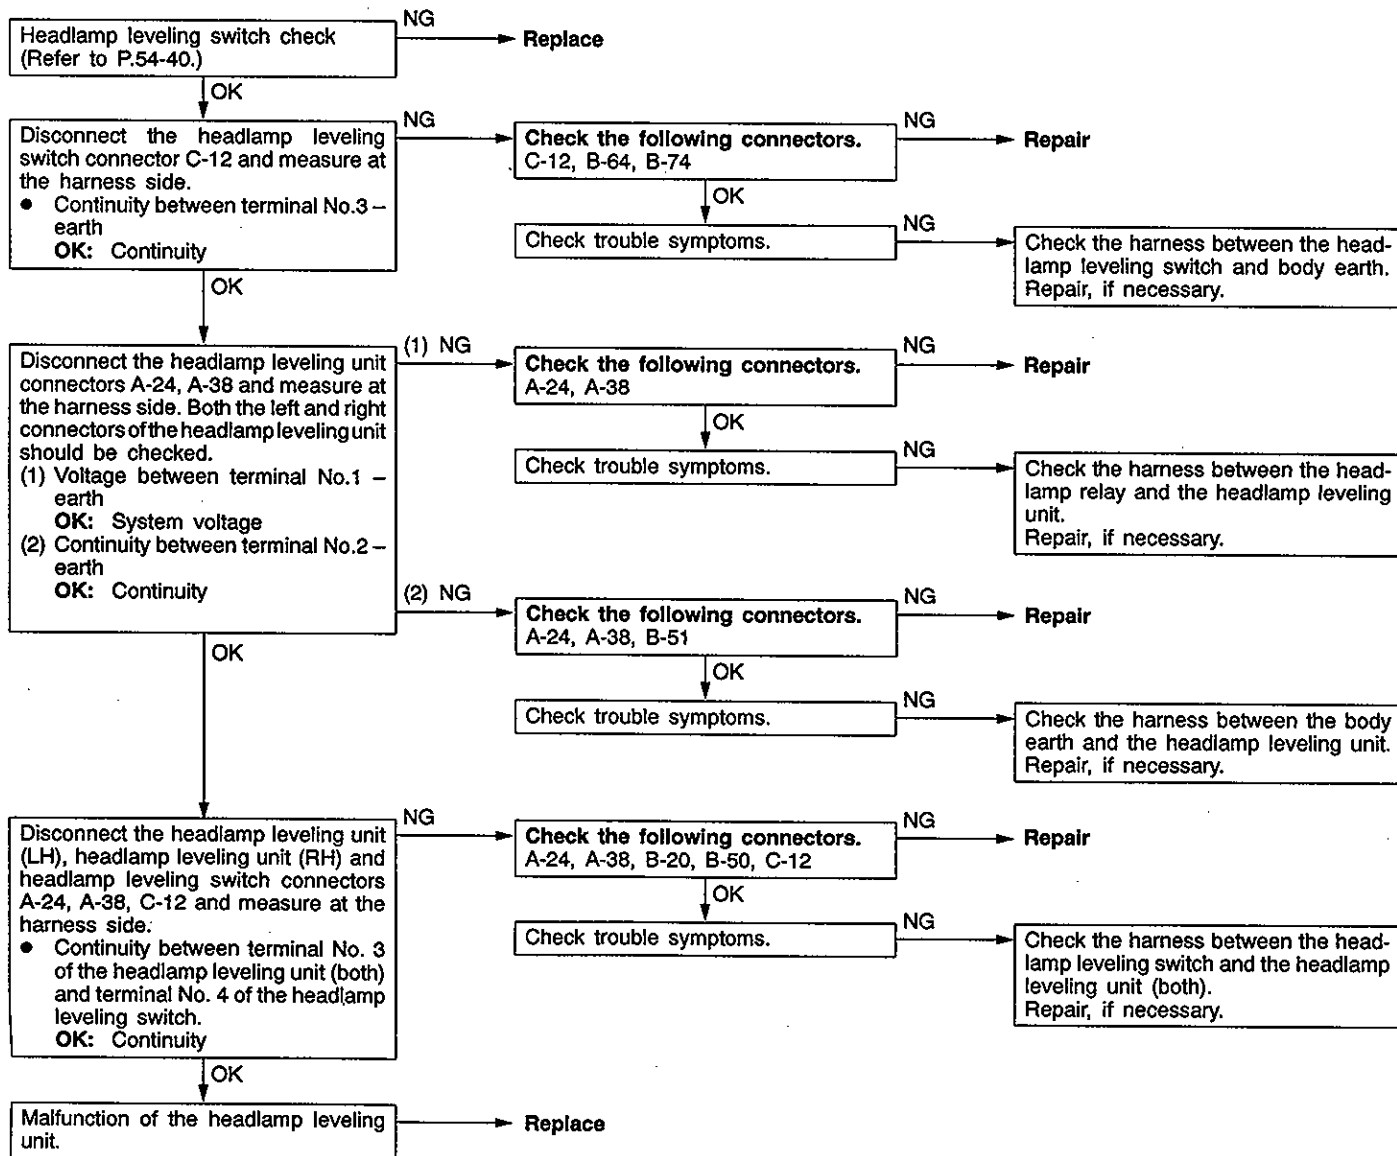 Headlamp leveling switch check
(Refer to P.54-40.)
NG
Replace
OK
Disconnect the headlamp leveling
switch connector C-12 and measure at
the harness side.
● Continuity between terminal No.3 –
earth
OK: Continuity
NG
Check the following connectors.
C-12, B-64, B-74
NG
Repair
OK
Check trouble symptoms.
NG
Check the harness between the head-
lamp leveling switch and body earth.
Repair, if necessary.
OK
Disconnect the headlamp leveling unit
connectors A-24, A-38 and measure at
the harness side. Both the left and right
connectors of the headlamp leveling unit
should be checked.
(1) Voltage between terminal No.1 –
earth
OK: System voltage
(2) Continuity between terminal No.2 –
earth
OK: Continuity
(1) NG
Check the following connectors.
A-24, A-38
NG
Repair
OK
Check trouble symptoms.
NG
Check the harness between the head-
lamp relay and the headlamp leveling
unit.
Repair, if necessary.
(2) NG
Check the following connectors.
A-24, A-38, B-51
NG
Repair
OK
Check trouble symptoms.
NG
Check the harness between the body
earth and the headlamp leveling unit.
Repair, if necessary.
OK
Disconnect the headlamp leveling unit
(LH), headlamp leveling unit (RH) and
headlamp leveling switch connectors
A-24, A-38, C-12 and measure at the
harness side.
● Continuity between terminal No. 3
of the headlamp leveling unit (both)
and terminal No. 4 of the headlamp
leveling switch.
OK: Continuity
NG
Check the following connectors.
A-24, A-38, B-20, B-50, C-12
NG
Repair
OK
Check trouble symptoms.
NG
Check the harness between the head-
lamp leveling switch and the headlamp
leveling unit (both).
Repair, if necessary.
OK
Malfunction of the headlamp leveling
unit.
Replace